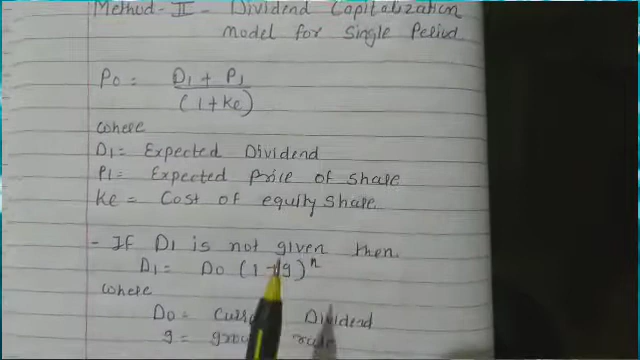 Method - II - Dividend Capitalization
model for Single Period
P0 = D1 + P1
(1+ke)
where
D1 = Expected Dividend
P1 = Expected price of share
ke = Cost of equity share
- If D1 is not given then
D1 = D0 (1+g)^n
where
D0 = Dividend
g = rate